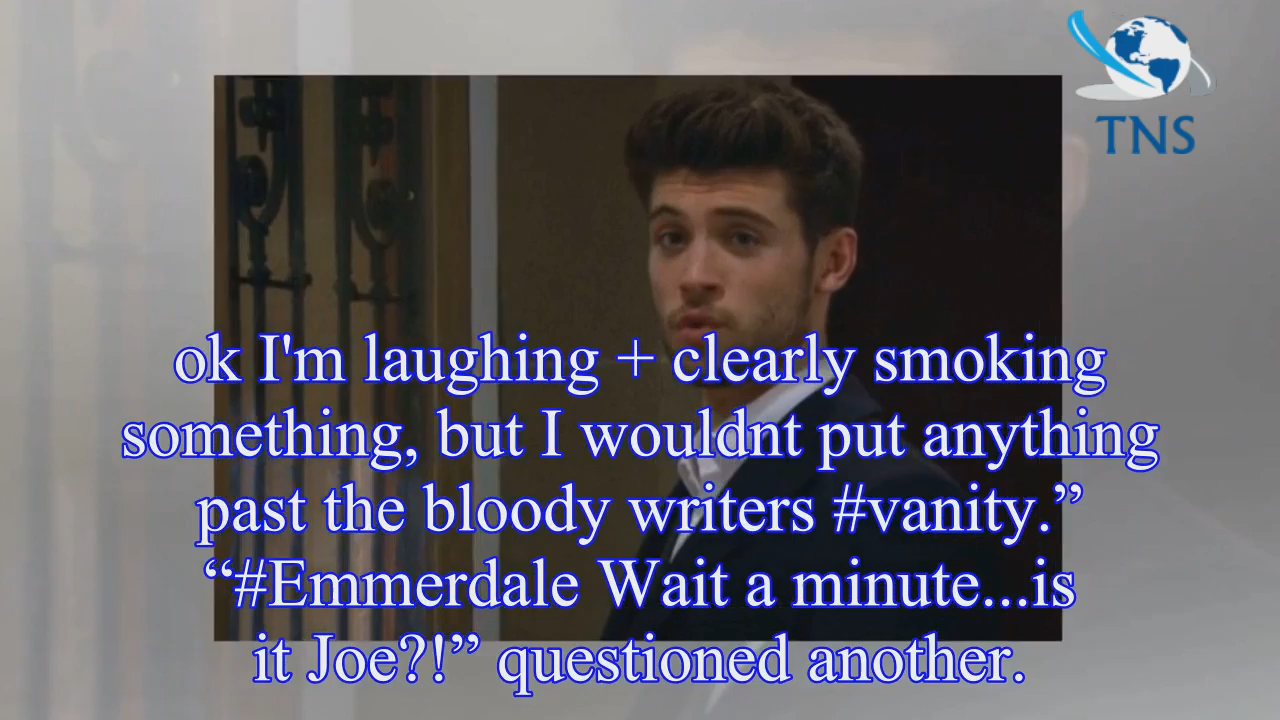 TNS
ok I'm laughing + clearly smoking
something, but I wouldnt put anything
past the bloody writers #vanity.”
“#Emmerdale Wait a minute...is
it Joe?!” questioned another.